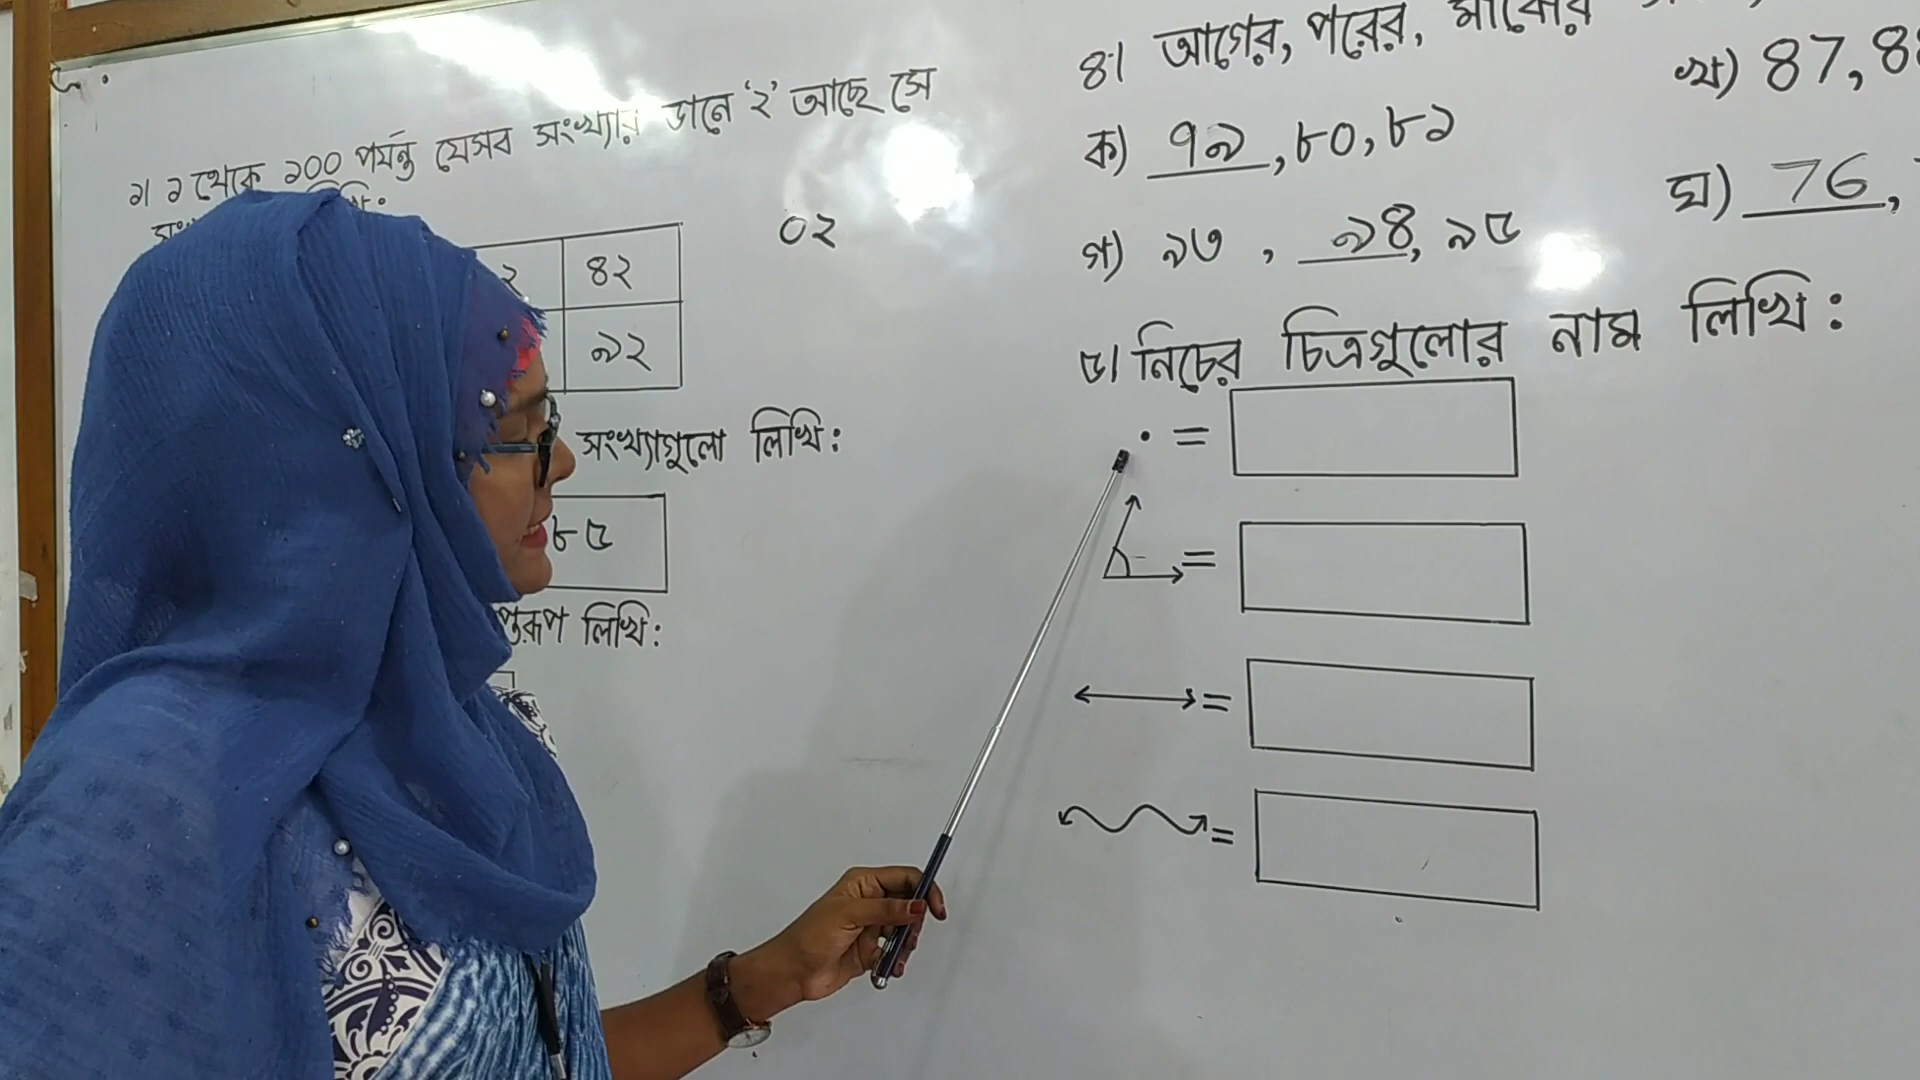 ১। ১ থেকে ১০০ পর্যন্ত যেসব সংখ্যার ডানে ‘২’ আছে সে
৪২
৯২
০২
সংখ্যাগুলো লিখি:
৮৫
লিখি:
৪। আগের, পরের, মাঝের
ক) ৭৯, ৮০, ৮১
খ) 87,
গ) ৯৩, ৯৪, ৯৫
ঘ) 76,
৫। নিচের চিত্রগুলোর নাম লিখি:
=
=
=
=